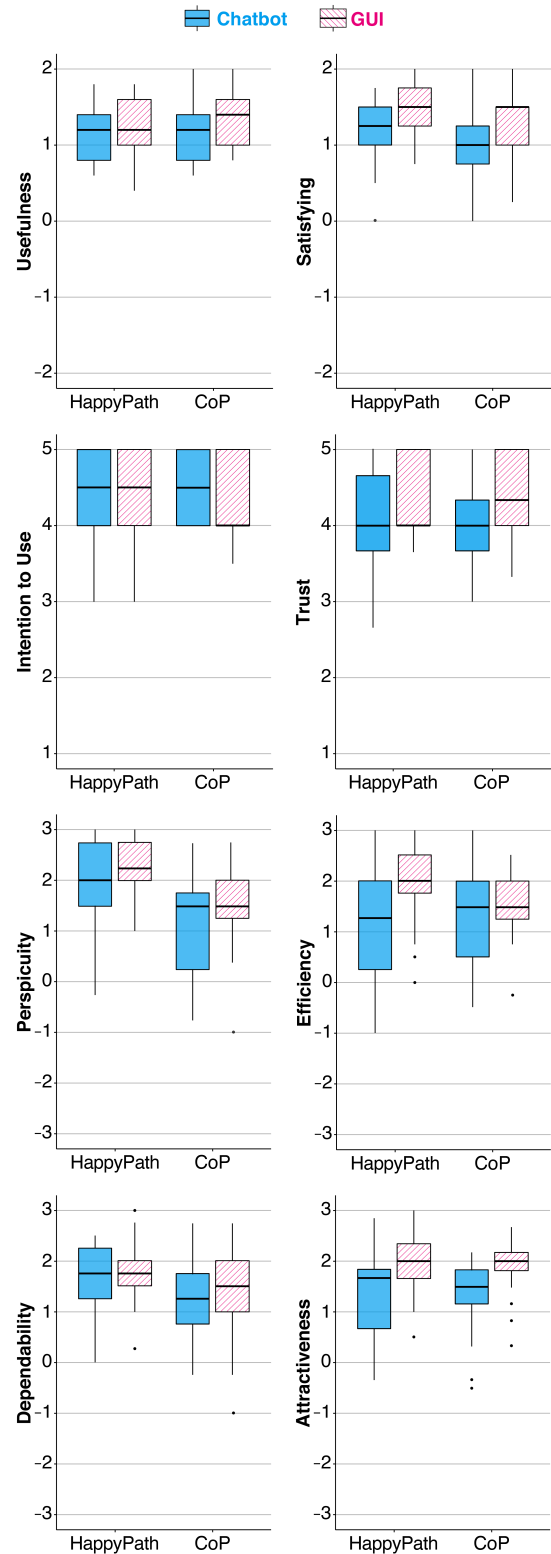 Chatbot GUI
Usefulness
2
1
0
−1
−2
HappyPath CoP
Satisfying
2
1
0
−1
−2
HappyPath CoP
Intention to Use
5
4
3
2
1
HappyPath CoP
Trust
5
4
3
2
1
HappyPath CoP
Perspicuity
3
2
1
0
−1
−2
−3
HappyPath CoP
Efficiency
3
2
1
0
−1
−2
−3
HappyPath CoP
Dependability
3
2
1
0
−1
−2
−3
HappyPath CoP
Attractiveness
3
2
1
0
−1
−2
−3
HappyPath CoP